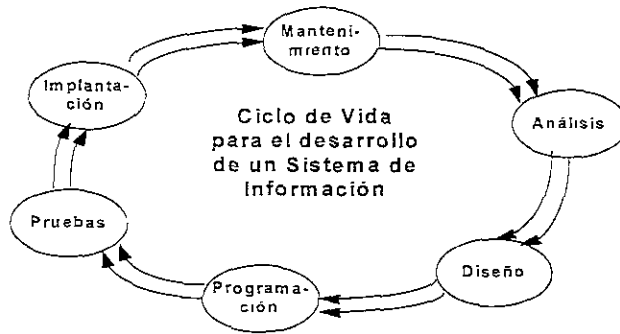 Manteni-
miento
Implanta-
ción
Ciclo de Vida
para el desarrollo
de un Sistema de
Información
Análisis
Pruebas
Diseño
Programa-
ción